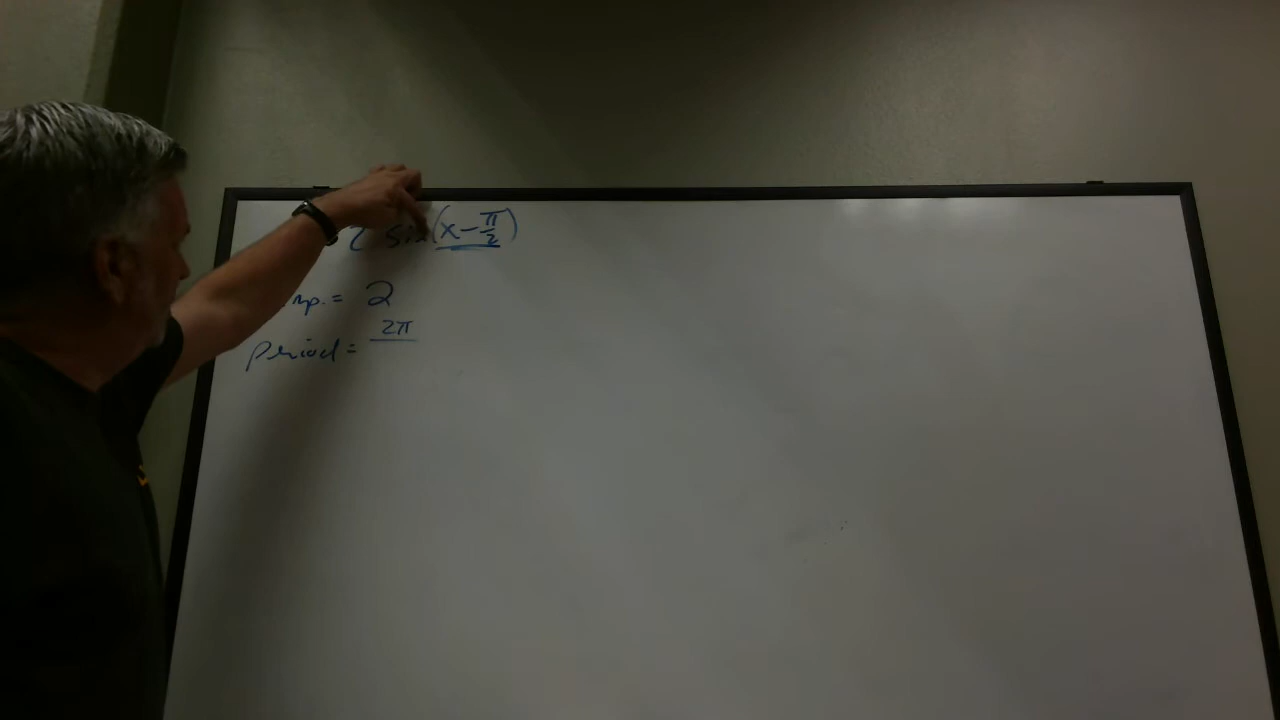 2 sin(x-π/2)
mp. = 2
period = 2π/